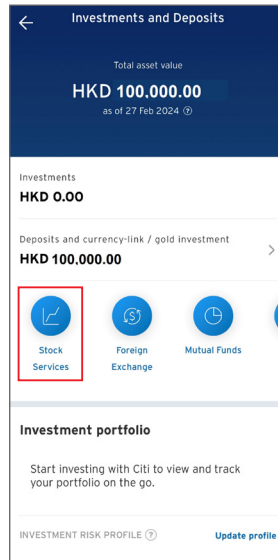 Investments and Deposits
Total asset value
HKD 100,000.00
as of 27 Feb 2024 ?
Investments
HKD 0.00
Deposits and currency-link / gold investment
HKD 100,000.00
Stock Services
Foreign Exchange
Mutual Funds
Investment portfolio
Start investing with Citi to view and track
your portfolio on the go.
INVESTMENT RISK PROFILE ?
Update profile